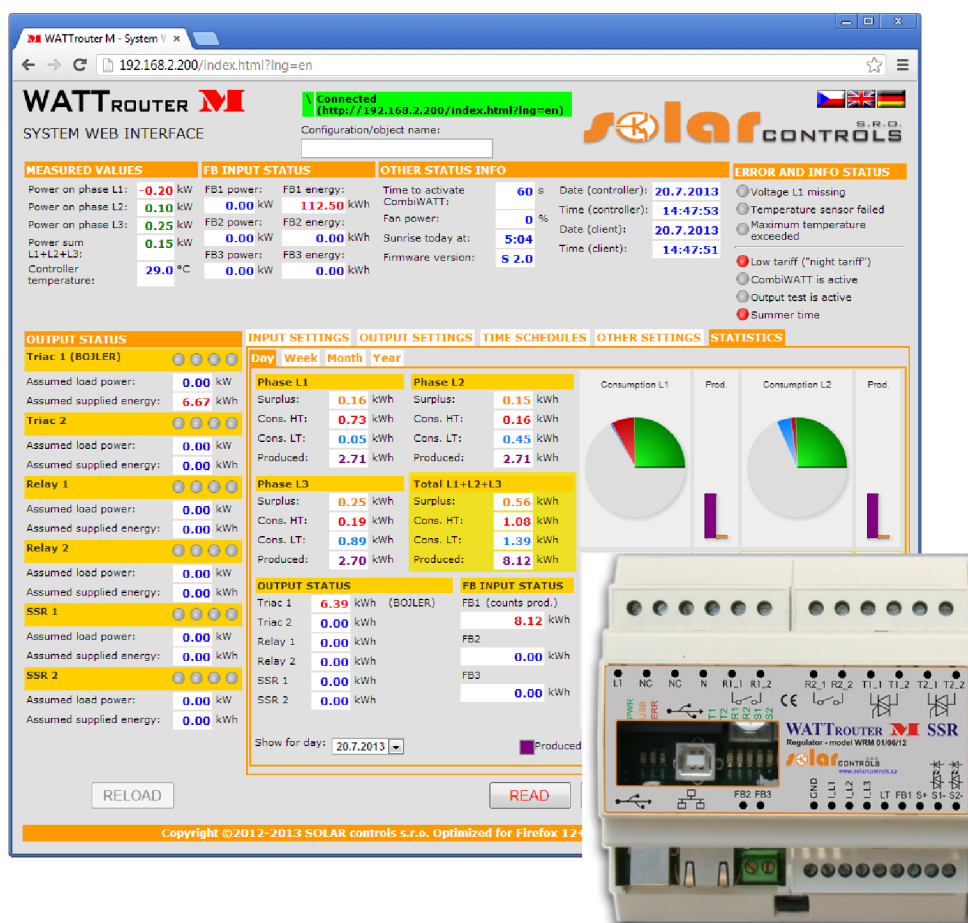 WATTrouter M - System W
192.168.2.200/index.html?lng=en
WATTROUTER M
SYSTEM WEB INTERFACE
\ Connected
(http://192.168.2.200/index.html?lng=en)
Configuration/object name:
solar CONTROLS S.R.O.
MEASURED VALUES
Power on phase L1: -0.20 kW
Power on phase L2: 0.10 kW
Power on phase L3: 0.25 kW
Power sum L1+L2+L3: 0.15 kW
Controller temperature: 29.0 °C
FB INPUT STATUS
FB1 power: FB1 energy:
0.00 kW 112.50 kWh
FB2 power: FB2 energy:
0.00 kW 0.00 kWh
FB3 power: FB3 energy:
0.00 kW 0.00 kWh
OTHER STATUS INFO
Time to activate CombiWATT: 60 s
Fan power: 0 %
Sunrise today at: 5:04
Firmware version: S 2.0
Date (controller): 20.7.2013
Time (controller): 14:47:53
Date (client): 20.7.2013
Time (client): 14:47:51
ERROR AND INFO STATUS
Voltage L1 missing
Temperature sensor failed
Maximum temperature
exceeded
Low tariff ("night tariff")
CombiWATT is active
Output test is active
Summer time
OUTPUT STATUS
Triac 1 (BOJLER)
Assumed load power: 0.00 kW
Assumed supplied energy: 6.67 kWh
Triac 2
Assumed load power: 0.00 kW
Assumed supplied energy: 0.00 kWh
Relay 1
Assumed load power: 0.00 kW
Assumed supplied energy: 0.00 kWh
Relay 2
Assumed load power: 0.00 kW
Assumed supplied energy: 0.00 kWh
SSR 1
Assumed load power: 0.00 kW
Assumed supplied energy: 0.00 kWh
SSR 2
Assumed load power: 0.00 kW
Assumed supplied energy: 0.00 kWh
INPUT SETTINGS OUTPUT SETTINGS TIME SCHEDULES OTHER SETTINGS STATISTICS
Day Week Month Year
Phase L1
Surplus: 0.16 kWh
Cons. HT: 0.73 kWh
Cons. LT: 0.05 kWh
Produced: 2.71 kWh
Phase L2
Surplus: 0.15 kWh
Cons. HT: 0.16 kWh
Cons. LT: 0.45 kWh
Produced: 2.71 kWh
Phase L3
Surplus: 0.25 kWh
Cons. HT: 0.19 kWh
Cons. LT: 0.89 kWh
Produced: 2.70 kWh
Total L1+L2+L3
Surplus: 0.56 kWh
Cons. HT: 1.08 kWh
Cons. LT: 1.39 kWh
Produced: 8.12 kWh
Consumption L1 Prod. Consumption L2 Prod.
OUTPUT STATUS
Triac 1 6.39 kWh (BOJLER)
Triac 2 0.00 kWh
Relay 1 0.00 kWh
Relay 2 0.00 kWh
SSR 1 0.00 kWh
SSR 2 0.00 kWh
FB INPUT STATUS
FB1 (counts prod.)
8.12 kWh
FB2
0.00 kWh
FB3
0.00 kWh
Show for day: 20.7.2013
Produced
RELOAD
READ
Copyright ©2012-2013 SOLAR controls s.r.o. Optimized for Firefox 12+
L1 NC NC N R1_1 R1_2 R2_1 R2_2 T1_1 T1_2 T2_1 T2_2
PWR
USB
ERR
T1
T2
R1
R2
S1
S2
CE
WATTROUTER M SSR
Regulator - model WRM 01/06/12
solar CONTROLS s.r.o.
www.solarcontrols.cz
FB2 FB3
GND I_L1 I_L2 I_L3 LT FB1 S+ S1- S2-